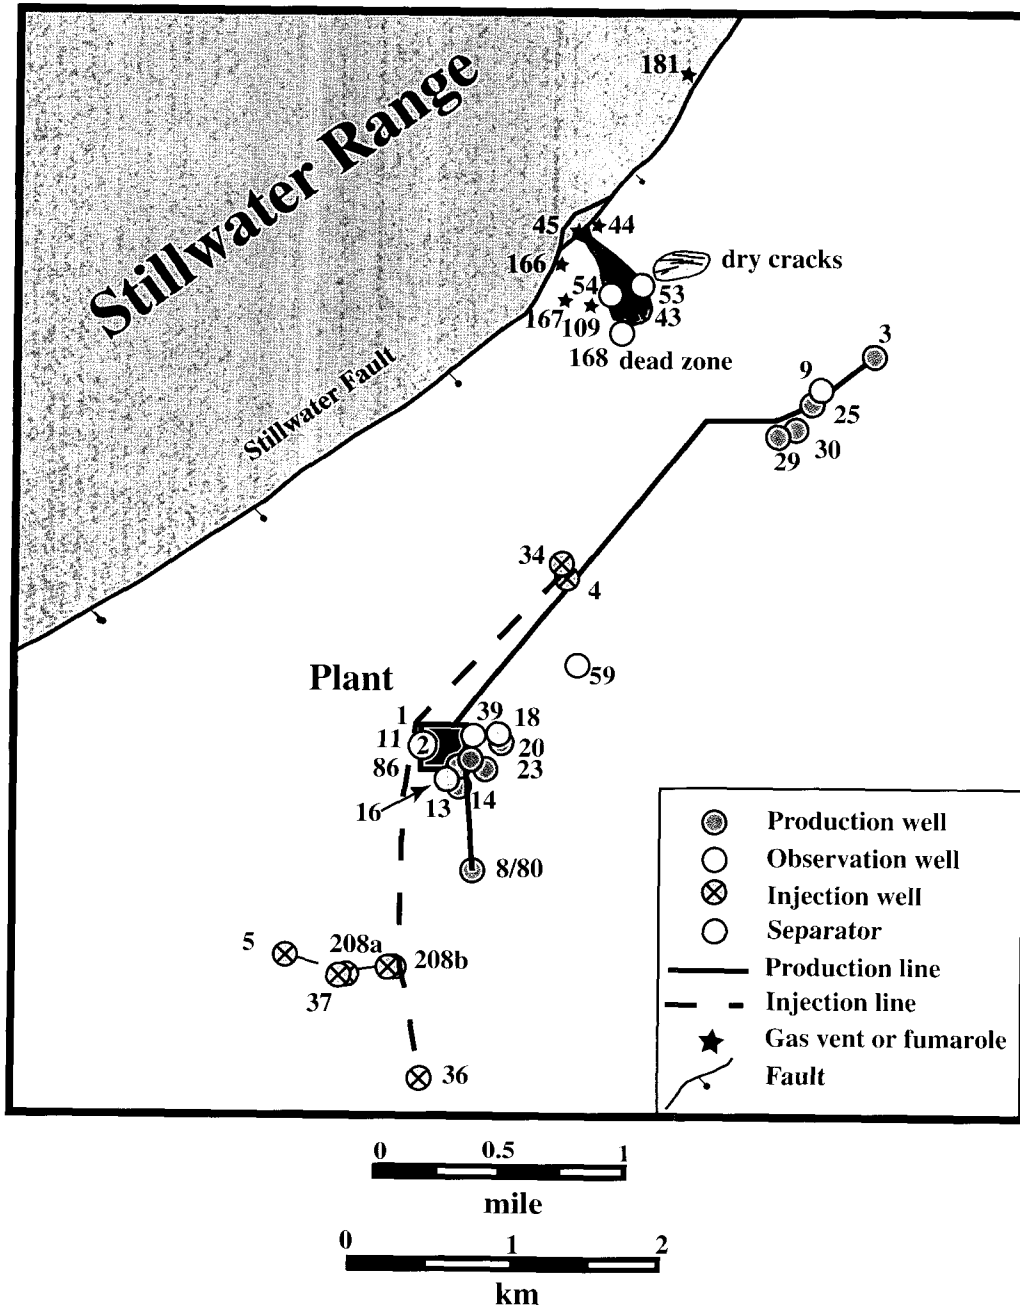 181
Stillwater Range
45
44
166
dry cracks
54
53
167
109
43
168
dead zone
3
9
25
Stillwater Fault
29
30
34
4
59
Plant
1
39
18
11
2
20
86
23
16
13
14
8/80
5
208a
208b
37
36
Production well
Observation well
Injection well
Separator
Production line
Injection line
Gas vent or fumarole
Fault
0 0.5 1
mile
0 1 2
km